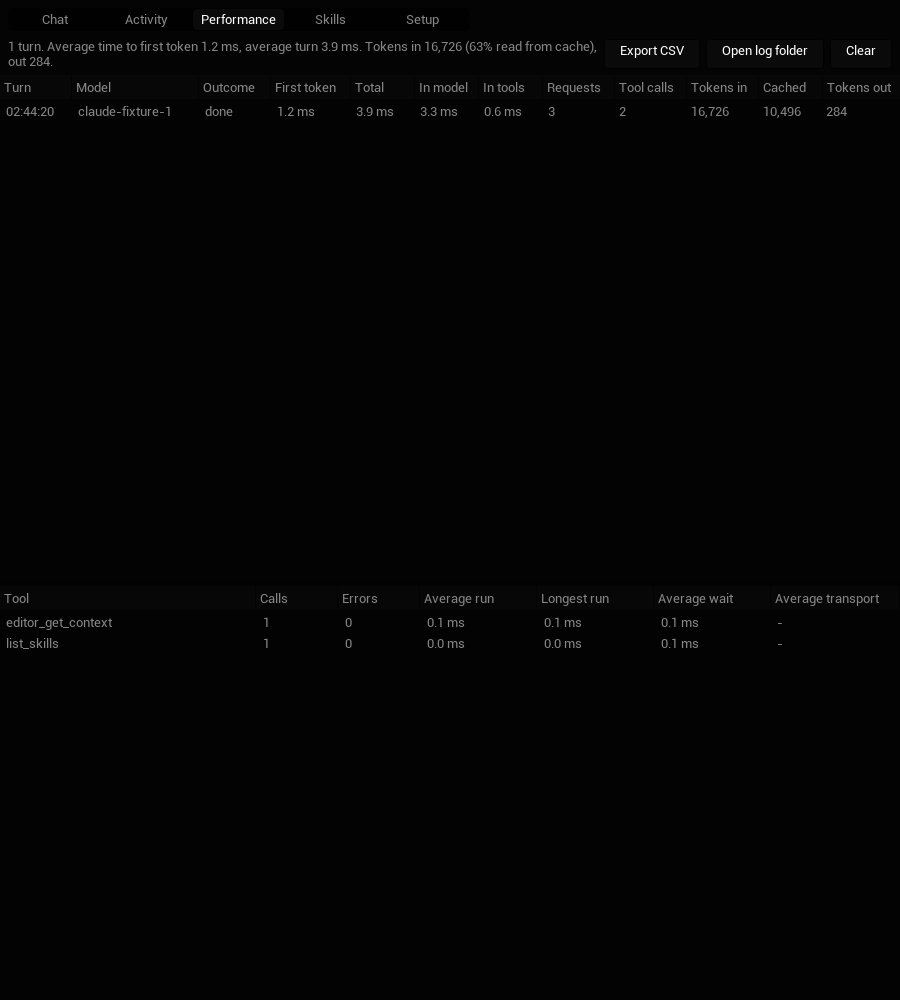 Chat Activity Performance Skills Setup
1 turn. Average time to first token 1.2 ms, average turn 3.9 ms. Tokens in 16,726 (63% read from cache),
out 284.
Export CSV Open log folder Clear
Turn Model Outcome First token Total In model In tools Requests Tool calls Tokens in Cached Tokens out
02:44:20 claude-fixture-1 done 1.2 ms 3.9 ms 3.3 ms 0.6 ms 3 2 16,726 10,496 284
Tool Calls Errors Average run Longest run Average wait Average transport
editor_get_context 1 0 0.1 ms 0.1 ms 0.1 ms -
list_skills 1 0 0.0 ms 0.0 ms 0.1 ms -